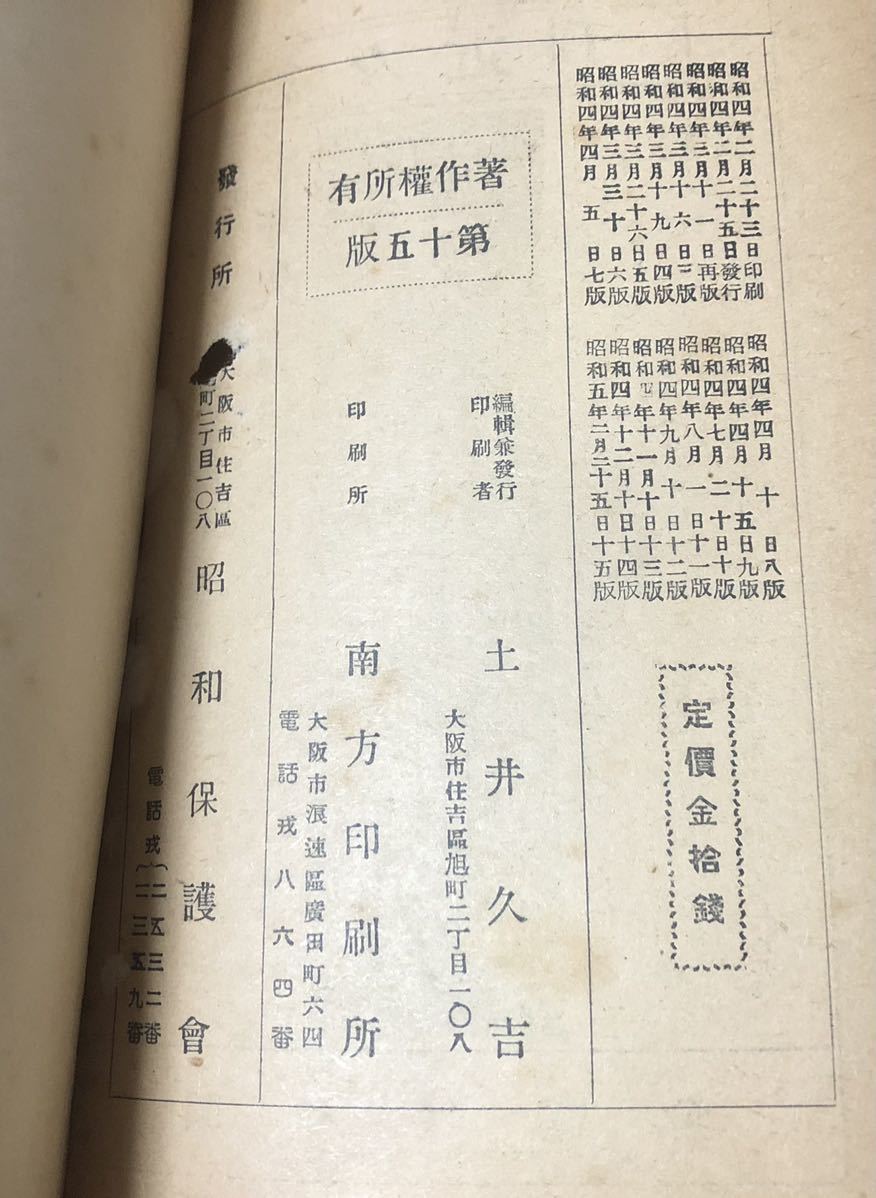 昭和四年二月二十三日印刷
昭和四年二月二十五日發行
昭和四年三月十一日再版
昭和四年三月十六日三版
昭和四年三月十九日四版
昭和四年三月二十六日五版
昭和四年三月三十日六版
昭和四年四月五日七版
昭和四年四月十日八版
昭和四年四月十五日九版
昭和四年七月二十日十版
昭和四年八月一日十一版
昭和四年九月十日十二版
昭和四年十一月十日十三版
昭和四年十二月十日十四版
昭和五年二月二十五日十五版
定價金拾錢
著作權所有
第十五版
編輯兼發行
印刷者
土井久吉
大阪市住吉區旭町二丁目一〇八
印刷所
南方印刷所
大阪市浪速區廣田町六四
電話戎八六四番
發行所
大阪市住吉區
町二丁目一〇八
昭和保護會
電話戎
二五三二番
二三五九番